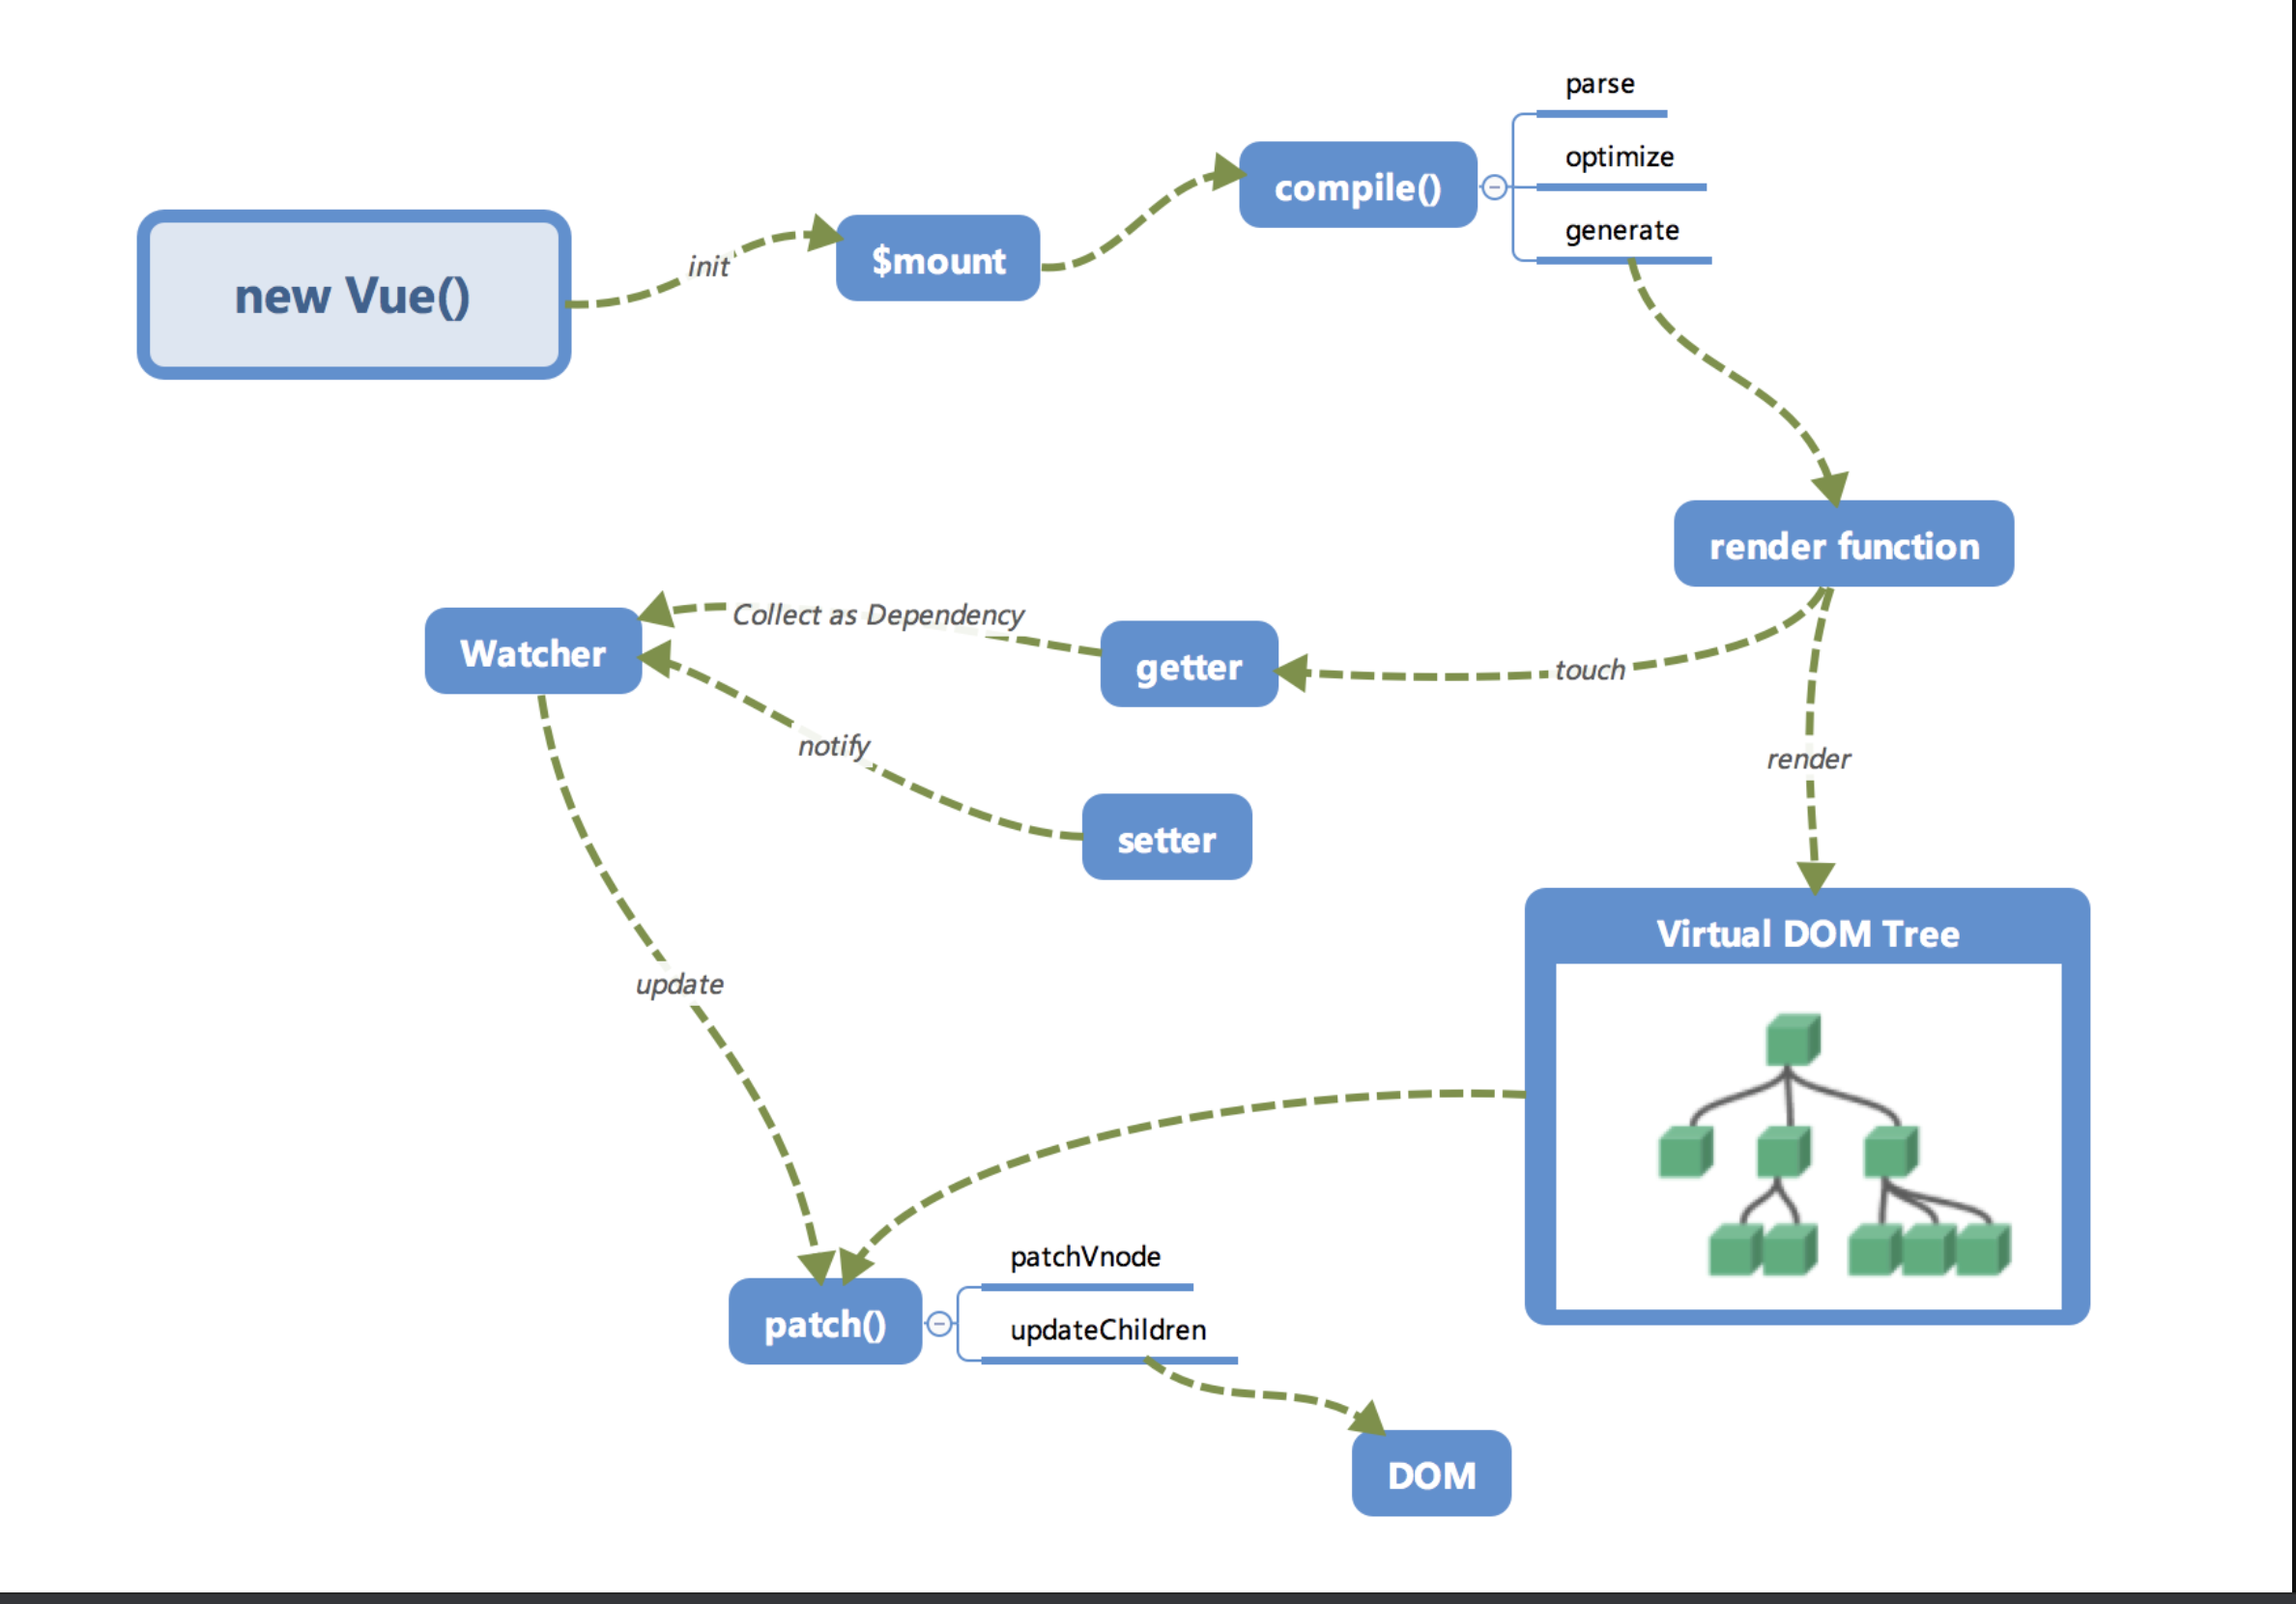 parse
optimize
compile()
generate
init
$mount
new Vue()
render function
Collect as Dependency
Watcher
getter
touch
notify
render
setter
Virtual DOM Tree
update
patchVnode
patch()
updateChildren
DOM